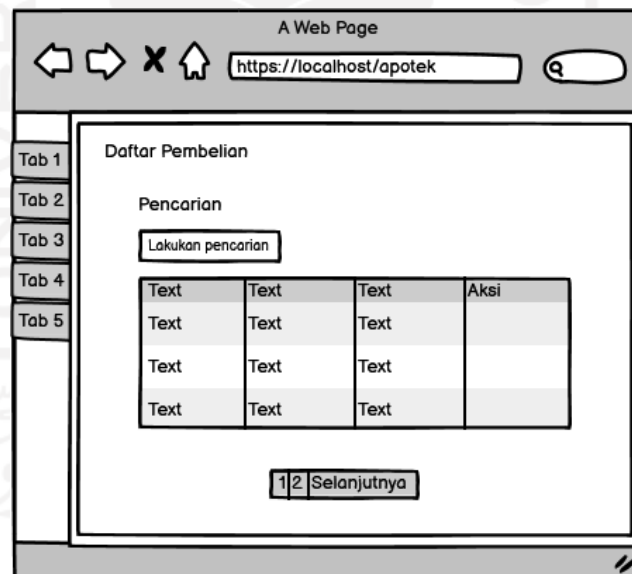 A Web Page
https://localhost/apotek
Tab 1
Tab 2
Tab 3
Tab 4
Tab 5
Daftar Pembelian
Pencarian
Lakukan pencarian
Text Text Text Aksi
Text Text Text
Text Text Text
Text Text Text
1 2 Selanjutnya